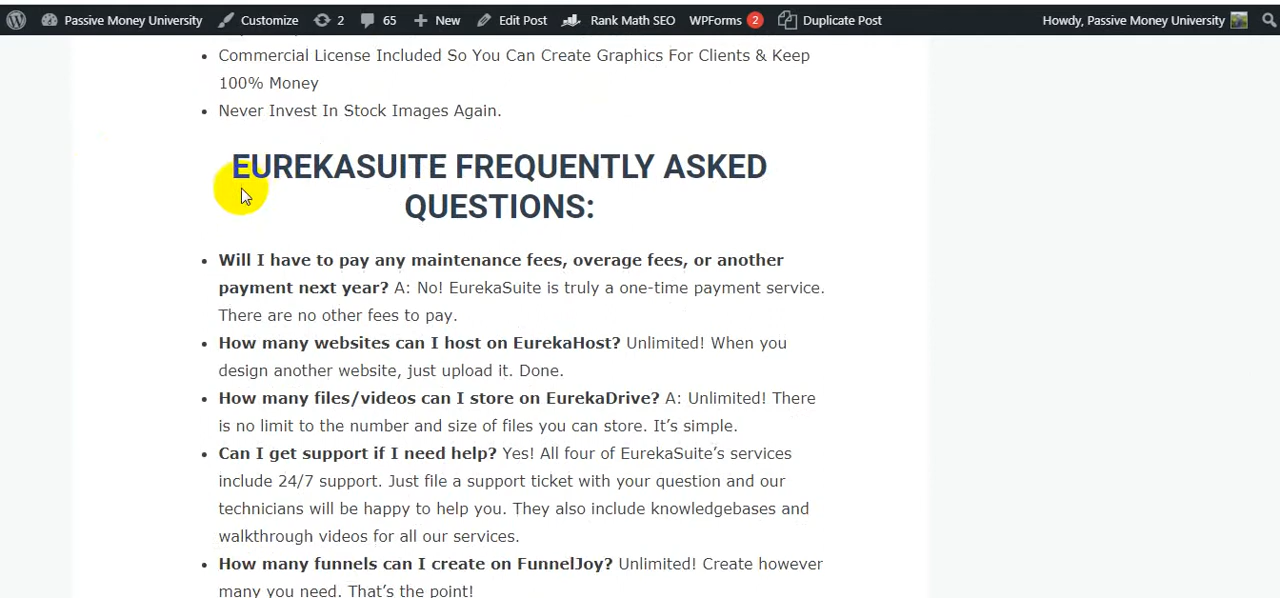 Passive Money University Customize 2 65 New Edit Post Rank Math SEO WPForms 2 Duplicate Post Howdy, Passive Money University
Commercial License Included So You Can Create Graphics For Clients & Keep
100% Money
Never Invest In Stock Images Again.
EUREKASUITE FREQUENTLY ASKED
QUESTIONS:
Will I have to pay any maintenance fees, overage fees, or another
payment next year? A: No! EurekaSuite is truly a one-time payment service.
There are no other fees to pay.
How many websites can I host on EurekaHost? Unlimited! When you
design another website, just upload it. Done.
How many files/videos can I store on EurekaDrive? A: Unlimited! There
is no limit to the number and size of files you can store. It's simple.
Can I get support if I need help? Yes! All four of EurekaSuite's services
include 24/7 support. Just file a support ticket with your question and our
technicians will be happy to help you. They also include knowledgebases and
walkthrough videos for all our services.
How many funnels can I create on FunnelJoy? Unlimited! Create however
many you need. That's the point!